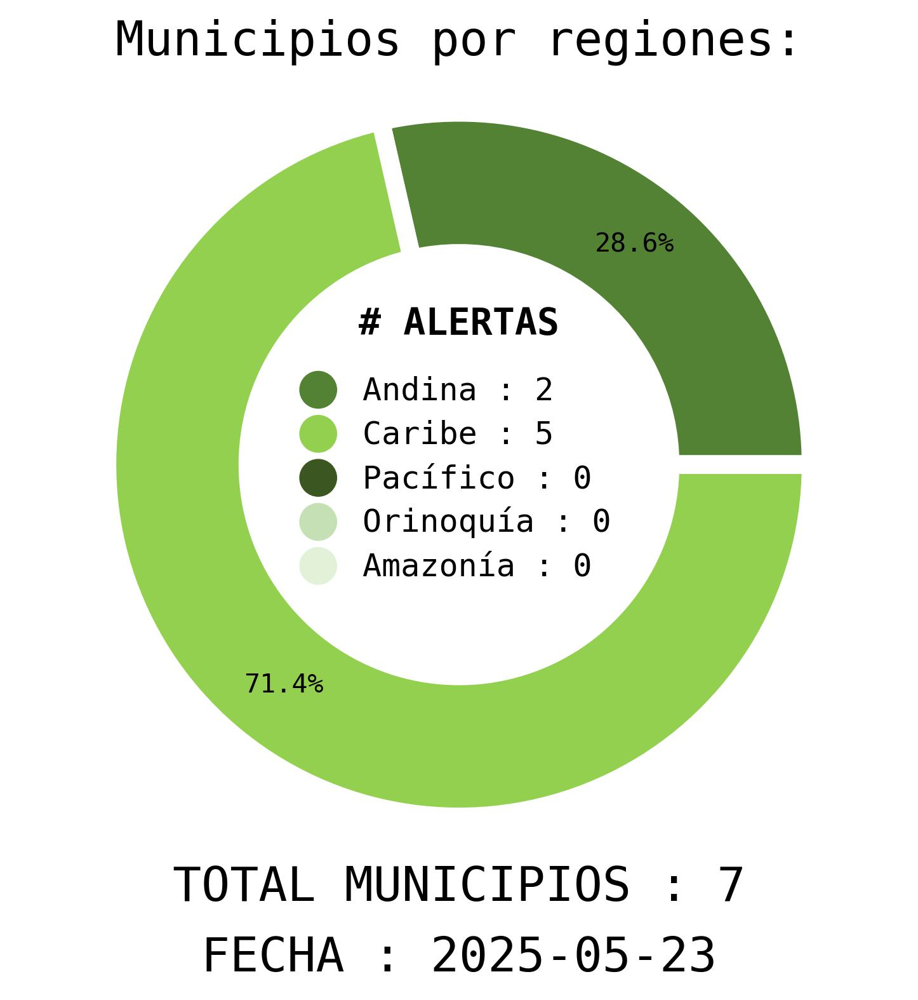 Municipios por regiones:
28.6%
# ALERTAS
Andina : 2
Caribe : 5
Pacífico : 0
Orinoquía : 0
Amazonía : 0
71.4%
TOTAL MUNICIPIOS : 7
FECHA : 2025-05-23